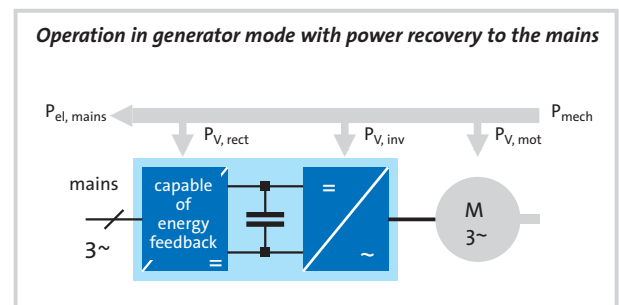 Operation in generator mode with power recovery to the mains
P el, mains
P mech
P V, rect
P V, inv
P V, mot
mains
3~
capable
of
energy
feedback
=
=
~
M
3~